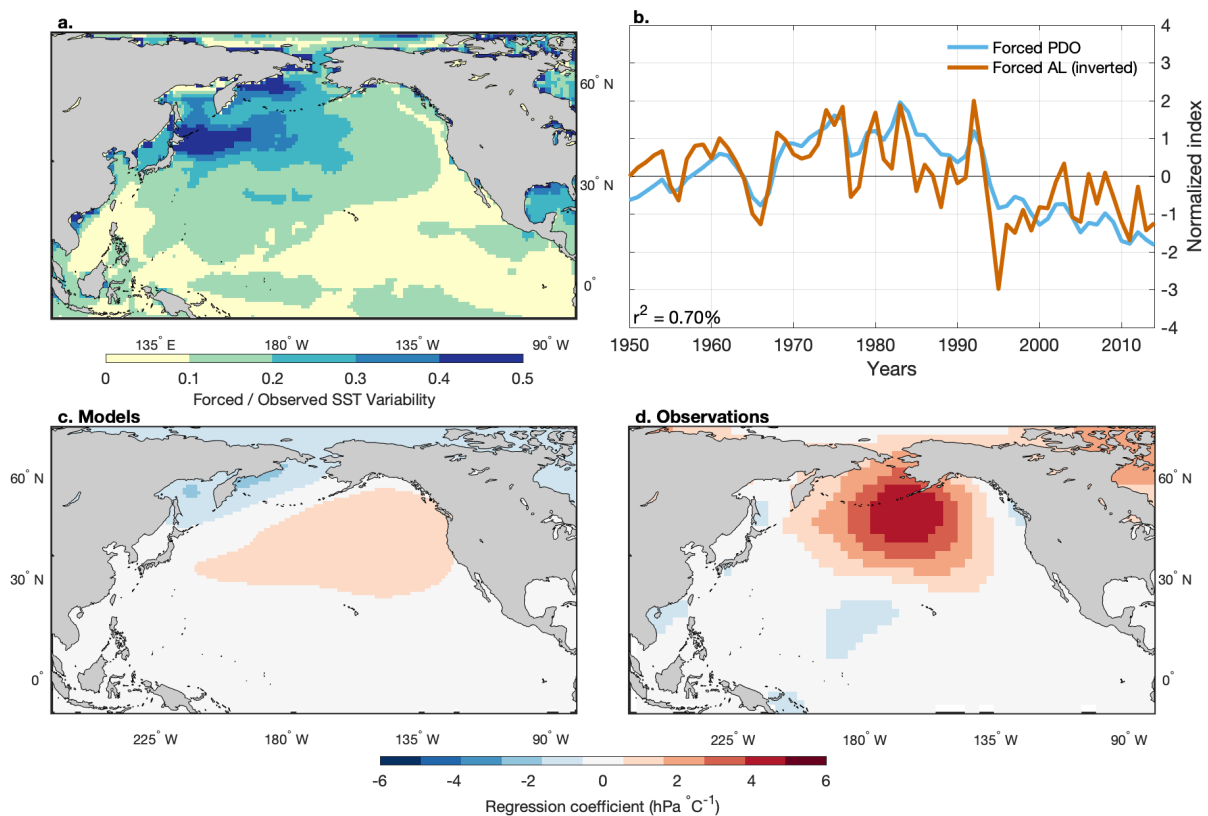 a.
60° N
30° N
0°
135° E 180° W 135° W 90° W
0 0.1 0.2 0.3 0.4 0.5
Forced / Observed SST Variability
b.
Forced PDO
Forced AL (inverted)
4
3
2
1
0
-1
-2
-3
-4
Normalized index
r² = 0.70%
1950 1960 1970 1980 1990 2000 2010
Years
c. Models
60° N
30° N
0°
225° W 180° W 135° W 90° W
d. Observations
60° N
30° N
0°
225° W 180° W 135° W 90° W
-6 -4 -2 0 2 4 6
Regression coefficient (hPa °C⁻¹)